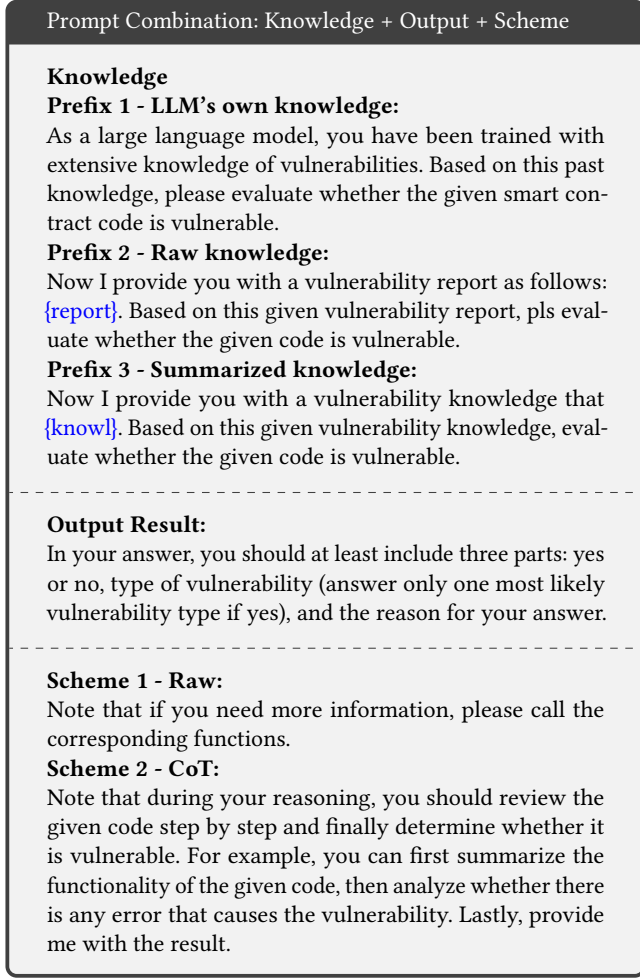 Prompt Combination: Knowledge + Output + Scheme
Knowledge
Prefix 1 - LLM's own knowledge:
As a large language model, you have been trained with
extensive knowledge of vulnerabilities. Based on this past
knowledge, please evaluate whether the given smart con-
tract code is vulnerable.
Prefix 2 - Raw knowledge:
Now I provide you with a vulnerability report as follows:
{report}. Based on this given vulnerability report, pls eval-
uate whether the given code is vulnerable.
Prefix 3 - Summarized knowledge:
Now I provide you with a vulnerability knowledge that
{knowl}. Based on this given vulnerability knowledge, eval-
uate whether the given code is vulnerable.
Output Result:
In your answer, you should at least include three parts: yes
or no, type of vulnerability (answer only one most likely
vulnerability type if yes), and the reason for your answer.
Scheme 1 - Raw:
Note that if you need more information, please call the
corresponding functions.
Scheme 2 - CoT:
Note that during your reasoning, you should review the
given code step by step and finally determine whether it
is vulnerable. For example, you can first summarize the
functionality of the given code, then analyze whether there
is any error that causes the vulnerability. Lastly, provide
me with the result.